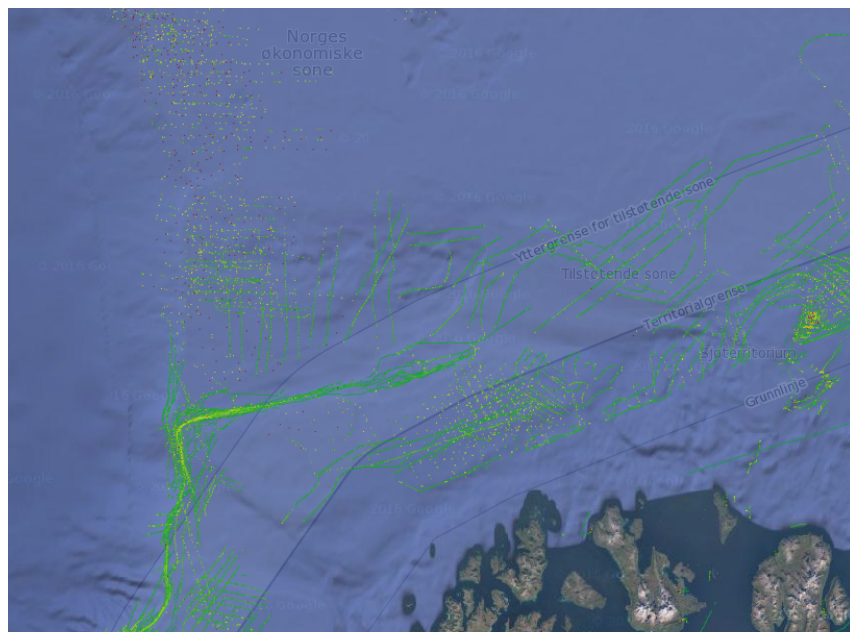 Norges
økonomiske
sone
Yttergrense for tilstøtende sone
Tilstøtende sone
Territorialgrense
Sjøterritorium
Grunnlinje